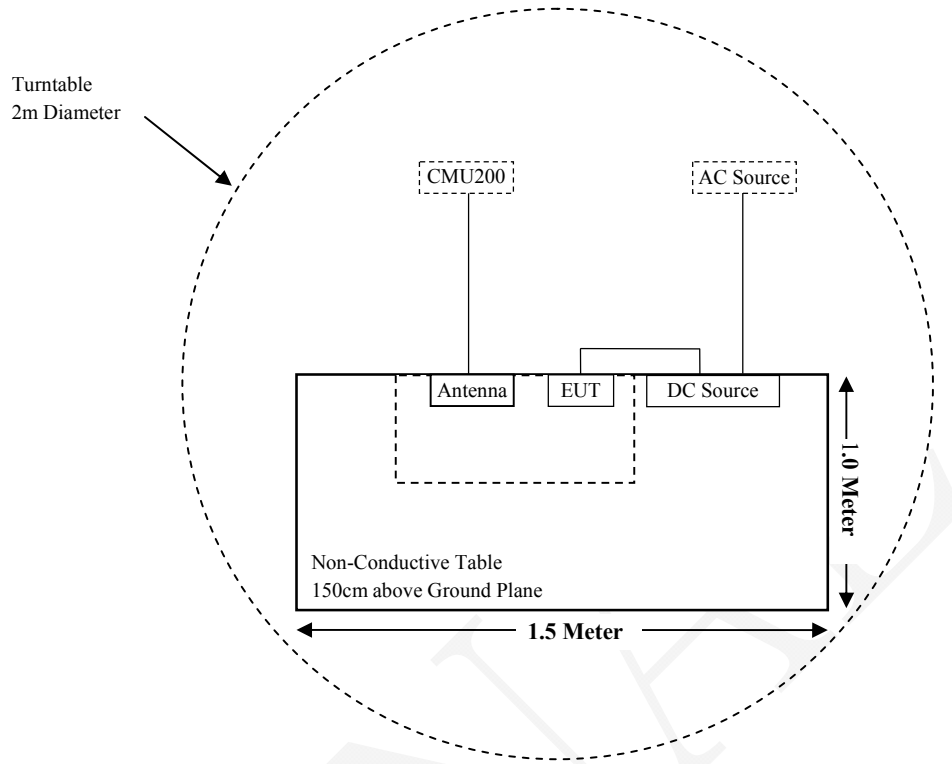 Turntable
2m Diameter
CMU200
AC Source
Antenna
EUT
DC Source
1.0 Meter
Non-Conductive Table
150cm above Ground Plane
1.5 Meter